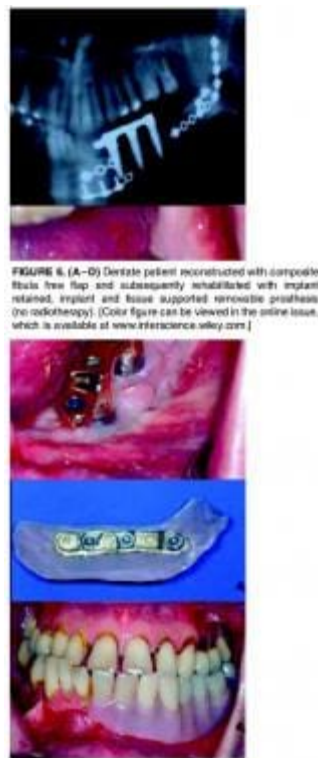 FIGURE 6. (A–D) Dentate patient reconstructed with composite
fibula free flap and subsequently rehabilitated with implant
retained, implant and tissue supported removable prosthesis
(no radiotherapy). [Color figure can be viewed in the online issue,
which is available at www.interscience.wiley.com.]